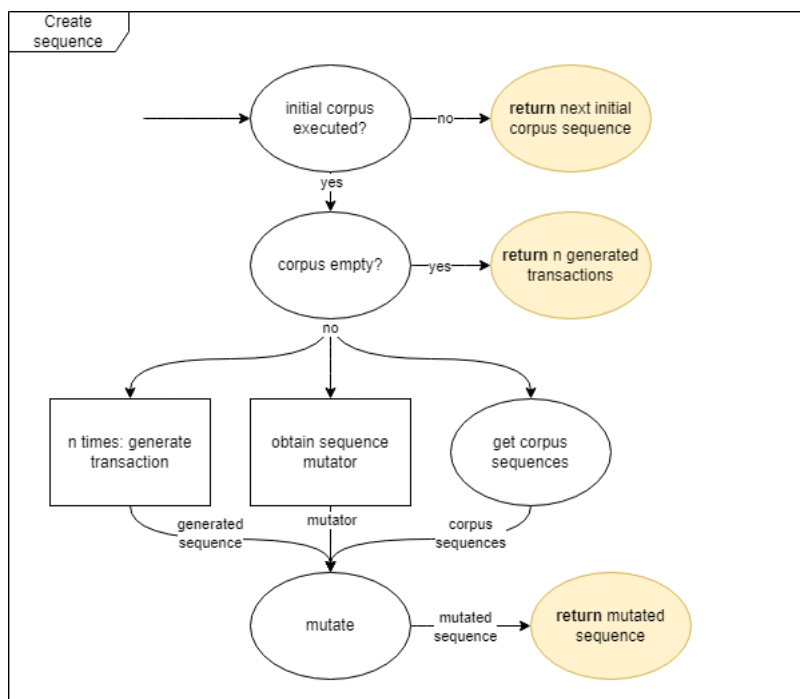 Create
sequence
initial corpus
executed?
no
return next initial
corpus sequence
yes
corpus empty?
yes
return n generated
transactions
no
n times: generate
transaction
obtain sequence
mutator
get corpus
sequences
generated
sequence
mutator
corpus
sequences
mutate
mutated
sequence
return mutated
sequence